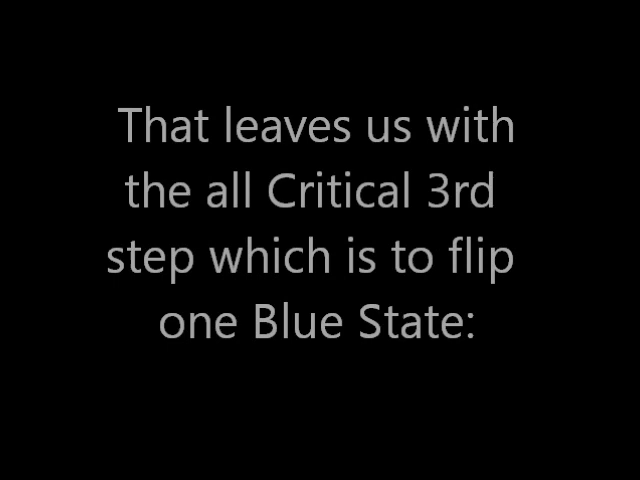 That leaves us with
the all Critical 3rd
step which is to flip
one Blue State: